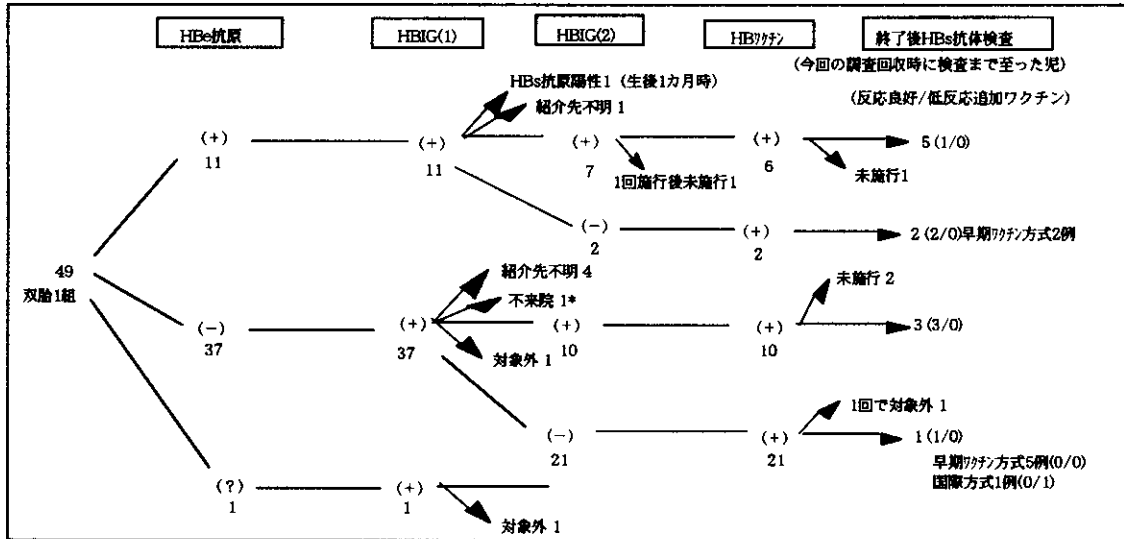 HBe抗原 HBIG(1) HBIG(2) HBワクチン 終了後HBs抗体検査
(今回の調査回収時に検査まで至った児)
HBs抗原陽性1 (生後1カ月時)
(反応良好/低反応追加ワクチン)
紹介先不明 1
(+) (+) (+) (+) 5 (1/0)
11 11 7 6
1回施行後未施行1 未施行1
(-) (+) 2 (2/0)早期ワクチン方式2例
2 2
49
双胎1組
紹介先不明 4 未施行 2
不来院 1*
(-) (+) (+) (+) 3 (3/0)
37 37 10 10
対象外 1
1回で対象外 1
(-) (+) 1 (1/0)
21 21
早期ワクチン方式5例(0/0)
国際方式1例(0/1)
(?) (+)
1 1
対象外 1